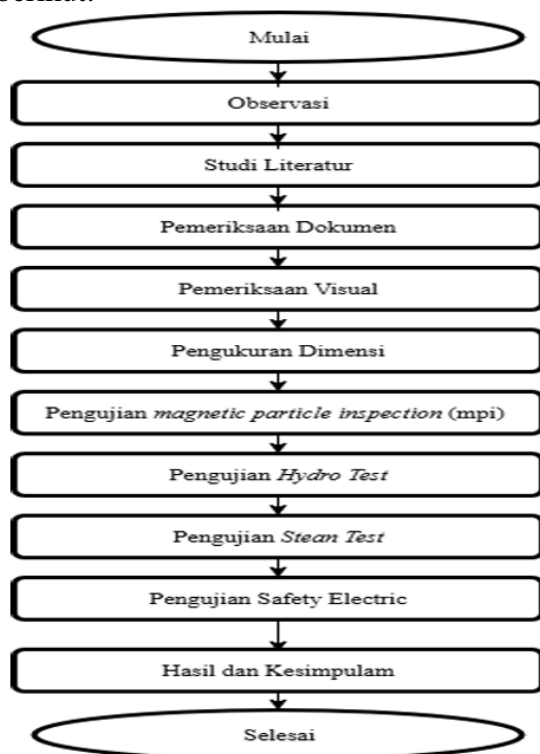 Mulai
Observasi
Studi Literatur
Pemeriksaan Dokumen
Pemeriksaan Visual
Pengukuran Dimensi
Pengujian magnetic particle inspection (mpi)
Pengujian Hydro Test
Pengujian Stean Test
Pengujian Safety Electric
Hasil dan Kesimpulam
Selesai